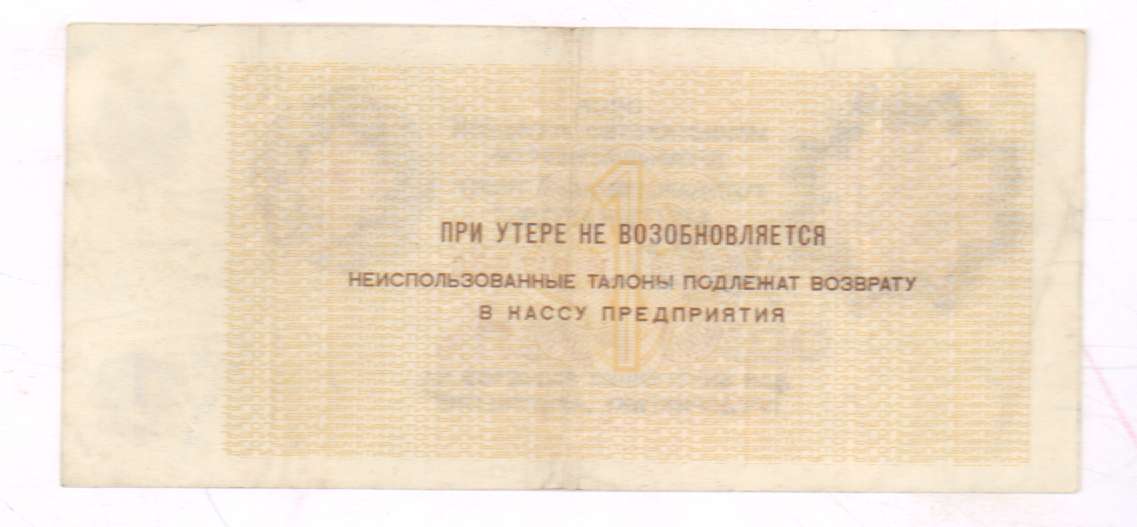 1
ПРИ УТЕРЕ НЕ ВОЗОБНОВЛЯЕТСЯ
НЕИСПОЛЬЗОВАННЫЕ ТАЛОНЫ ПОДЛЕЖАТ ВОЗВРАТУ
В КАССУ ПРЕДПРИЯТИЯ